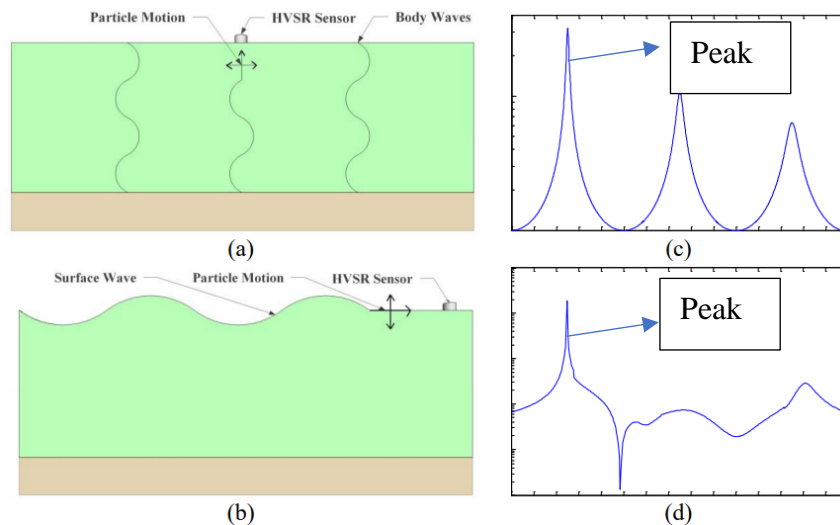 Particle Motion
HVSR Sensor
Body Waves
(a)
Peak
(c)
Surface Wave
Particle Motion
HVSR Sensor
(b)
Peak
(d)